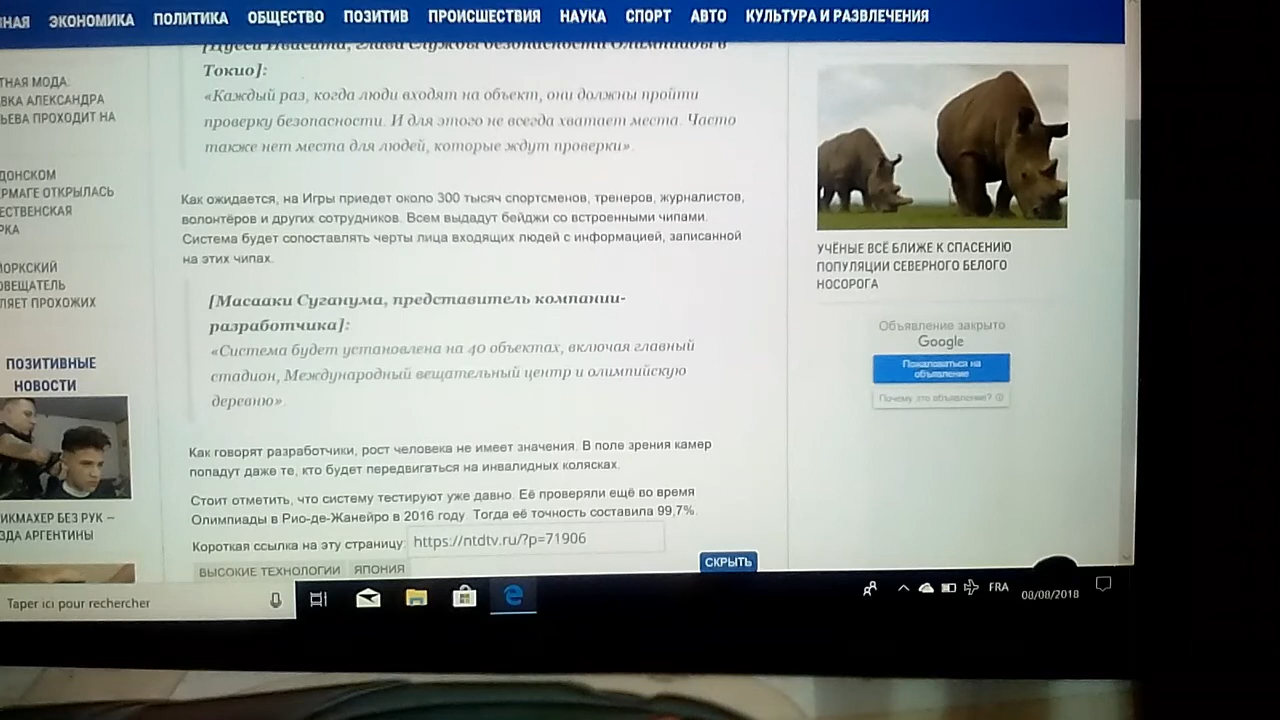 НАЯ ЭКОНОМИКА ПОЛИТИКА ОБЩЕСТВО ПОЗИТИВ ПРОИСШЕСТВИЯ НАУКА СПОРТ АВТО КУЛЬТУРА И РАЗВЛЕЧЕНИЯ
ТНАЯ МОДА:
ВКА АЛЕКСАНДРА
ЬЕВА ПРОХОДИТ НА
ДОНСКОМ
РМАГЕ ОТКРЫЛАСЬ
ЕСТВЕНСКАЯ
РКА
ЙОРКСКИЙ
ОВЕЩАТЕЛЬ
ЛЯЕТ ПРОХОЖИХ
ПОЗИТИВНЫЕ
НОВОСТИ
ИКМАХЕР БЕЗ РУК –
ЗДА АРГЕНТИНЫ
Ивасита, глава Службы безопасности Олимпиады в
Токио]:
«Каждый раз, когда люди входят на объект, они должны пройти
проверку безопасности. И для этого не всегда хватает места. Часто
также нет места для людей, которые ждут проверки».
Как ожидается, на Игры приедет около 300 тысяч спортсменов, тренеров, журналистов,
волонтёров и других сотрудников. Всем выдадут бейджи со встроенными чипами.
Система будет сопоставлять черты лица входящих людей с информацией, записанной
на этих чипах.
[Масааки Суганума, представитель компании-
разработчика]:
«Система будет установлена на 40 объектах, включая главный
стадион, Международный вещательный центр и олимпийскую
деревню».
Как говорят разработчики, рост человека не имеет значения. В поле зрения камер
попадут даже те, кто будет передвигаться на инвалидных колясках.
Стоит отметить, что систему тестируют уже давно. Её проверяли ещё во время
Олимпиады в Рио-де-Жанейро в 2016 году. Тогда её точность составила 99,7%.
Короткая ссылка на эту страницу: https://ntdtv.ru/?p=71906
ВЫСОКИЕ ТЕХНОЛОГИИ ЯПОНИЯ
СКРЫТЬ
УЧЁНЫЕ ВСЁ БЛИЖЕ К СПАСЕНИЮ
ПОПУЛЯЦИИ СЕВЕРНОГО БЕЛОГО
НОСОРОГА
Объявление закрыто
Google
Пожаловаться на
объявление
Почему это объявление?
Taper ici pour rechercher
FRA
08/08/2018